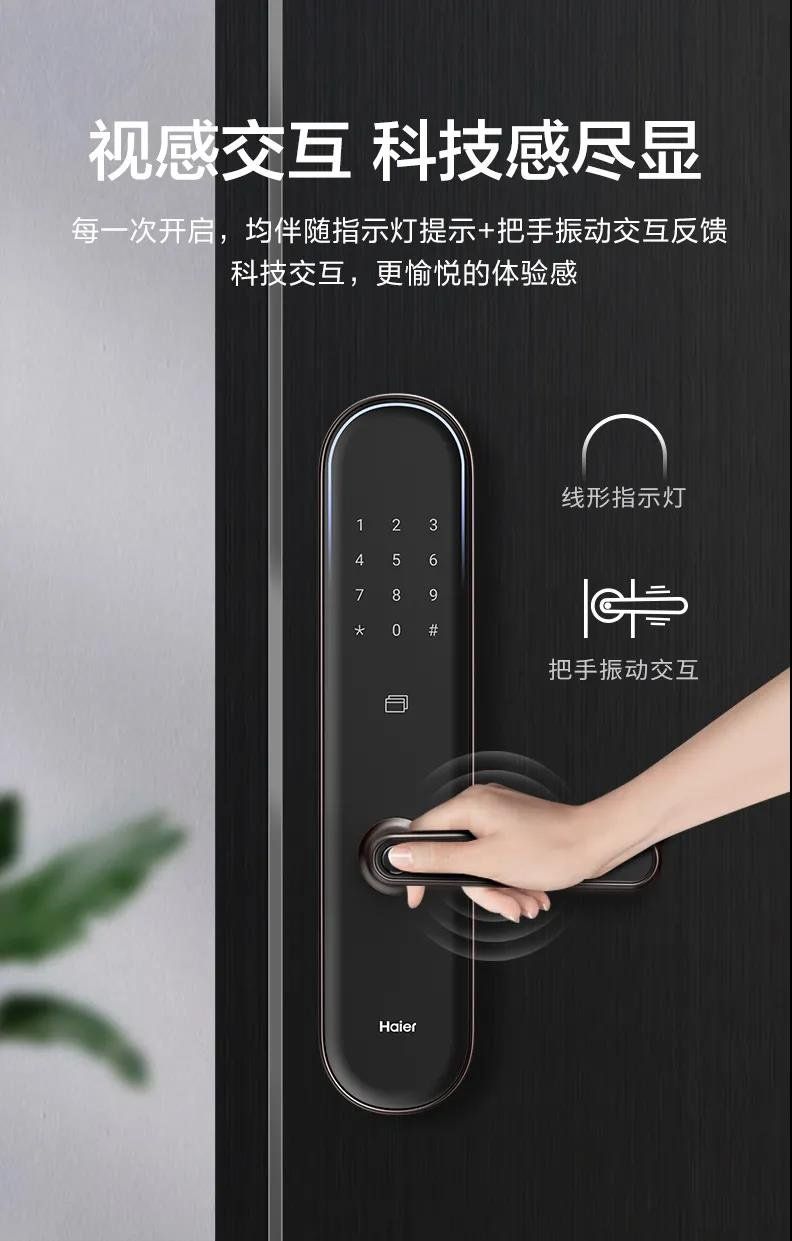 视感交互 科技感尽显
每一次开启，均伴随指示灯提示+把手振动交互反馈
科技交互，更愉悦的体验感
线形指示灯
1 2 3
4 5 6
7 8 9
* 0 #
把手振动交互
Haier